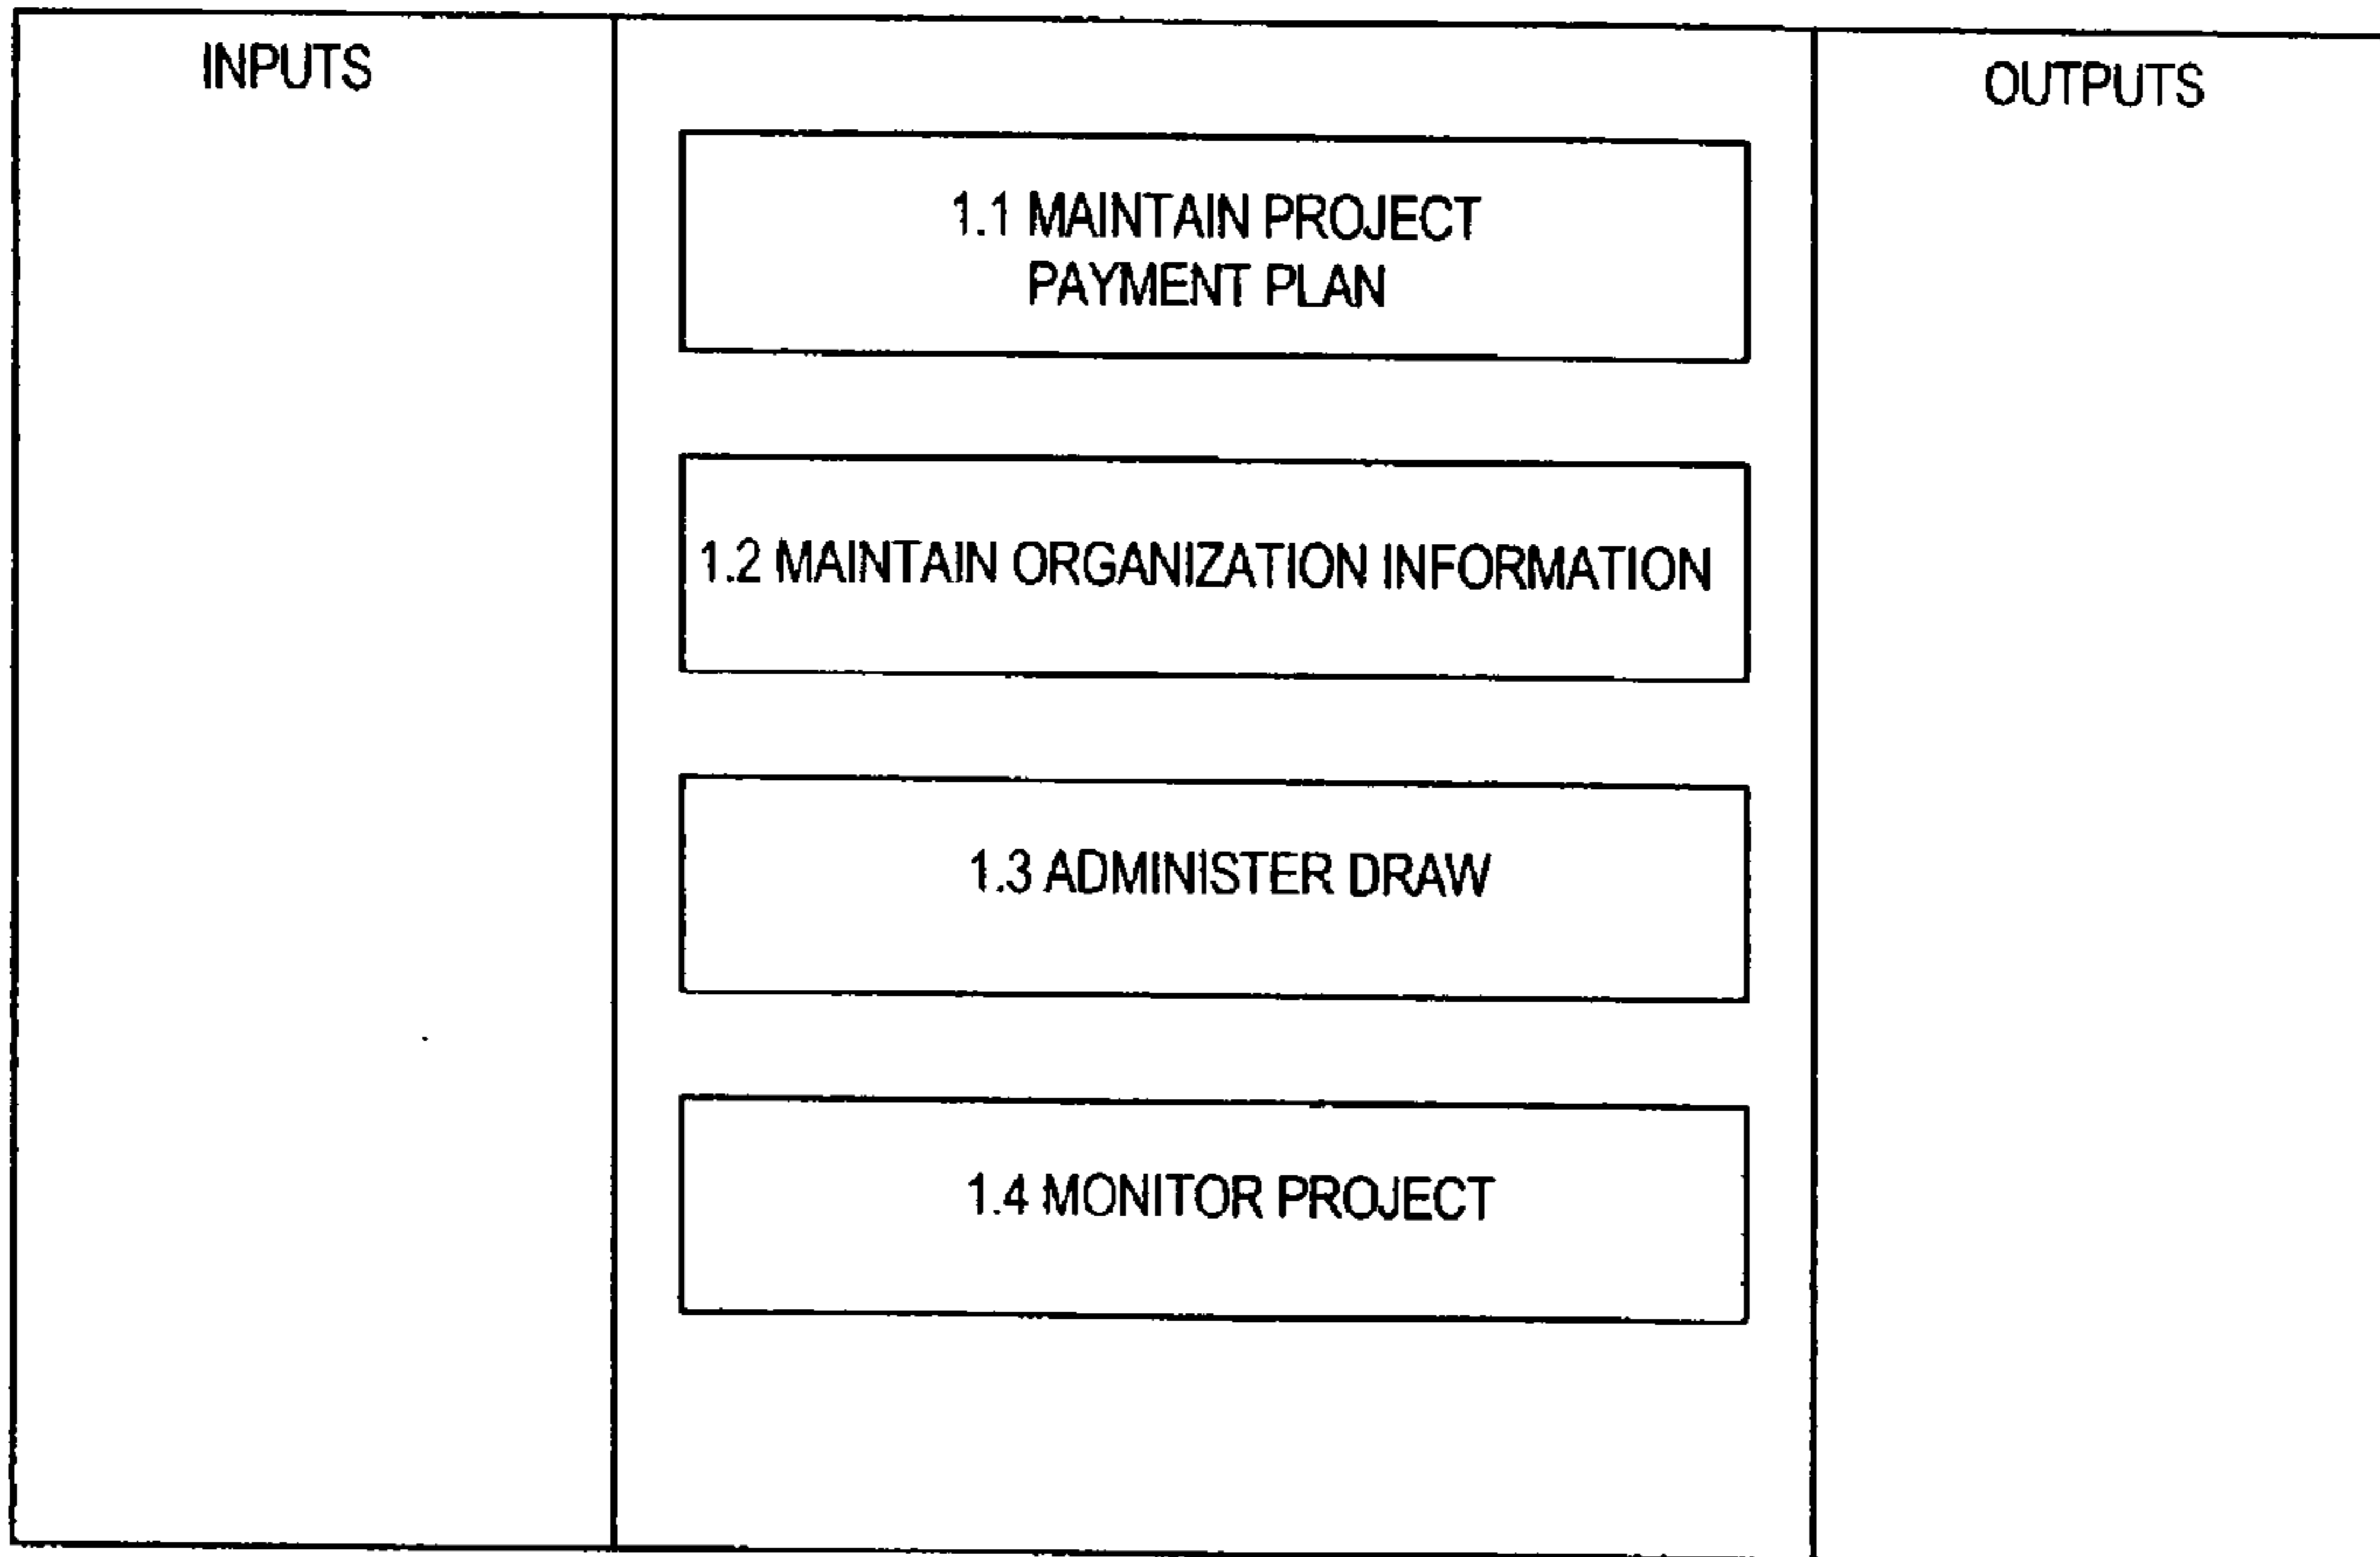 INPUTS
OUTPUTS
1.1 MAINTAIN PROJECT
PAYMENT PLAN
1.2 MAINTAIN ORGANIZATION INFORMATION
1.3 ADMINISTER DRAW
1.4 MONITOR PROJECT